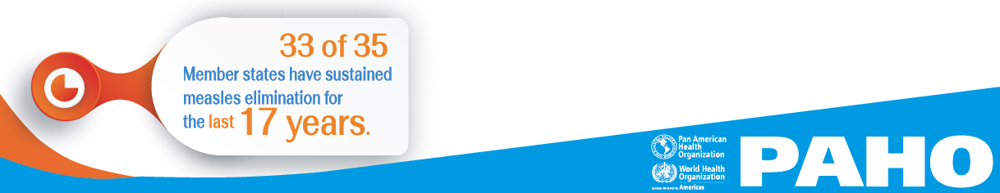 33 of 35
Member states have sustained
measles elimination for
the last 17 years.
Pan American
Health
Organization
World Health
Organization
Americas
PAHO